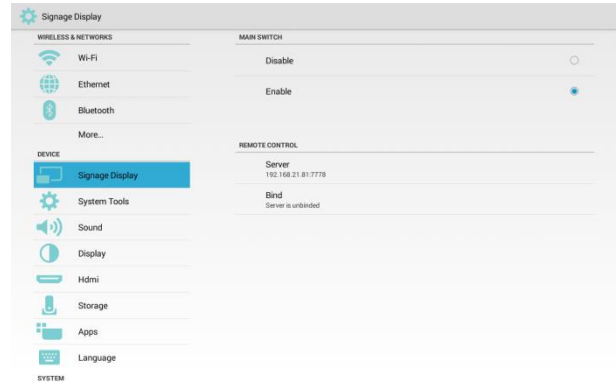 Signage Display
WIRELESS & NETWORKS
Wi-Fi
Ethernet
Bluetooth
More...
DEVICE
Signage Display
System Tools
Sound
Display
Hdmi
Storage
Apps
Language
SYSTEM
MAIN SWITCH
Disable
Enable
REMOTE CONTROL
Server
192.168.21.81:7778
Bind
Server is unbinded